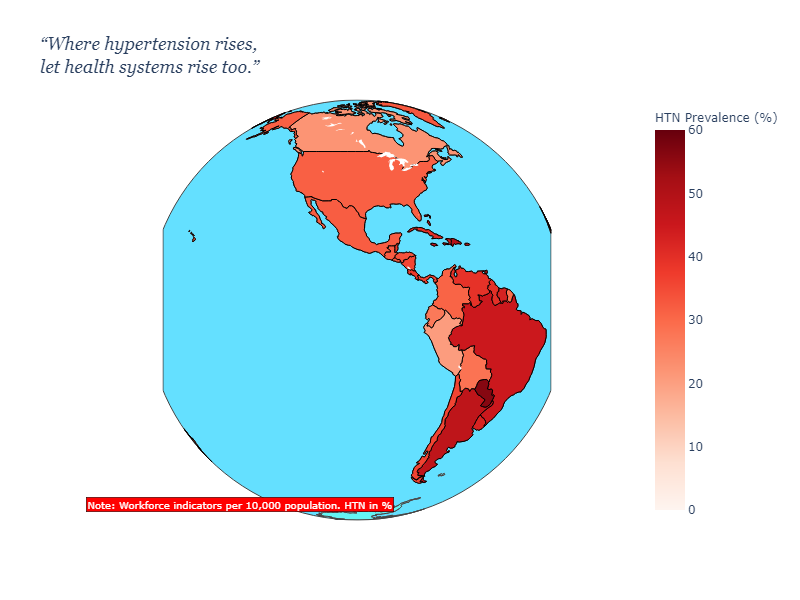 “Where hypertension rises,
let health systems rise too.”
HTN Prevalence (%)
60
50
40
30
20
10
0
Note: Workforce indicators per 10,000 population. HTN in %